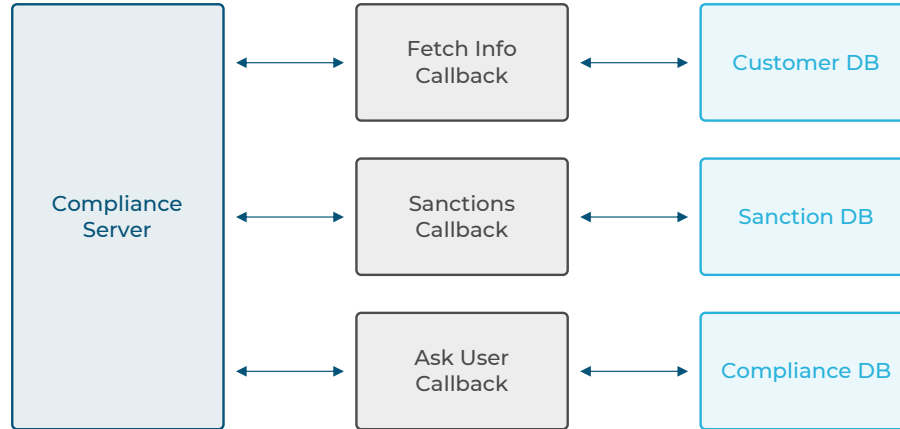 Fetch Info
Callback
Customer DB
Compliance
Server
Sanctions
Callback
Sanction DB
Ask User
Callback
Compliance DB